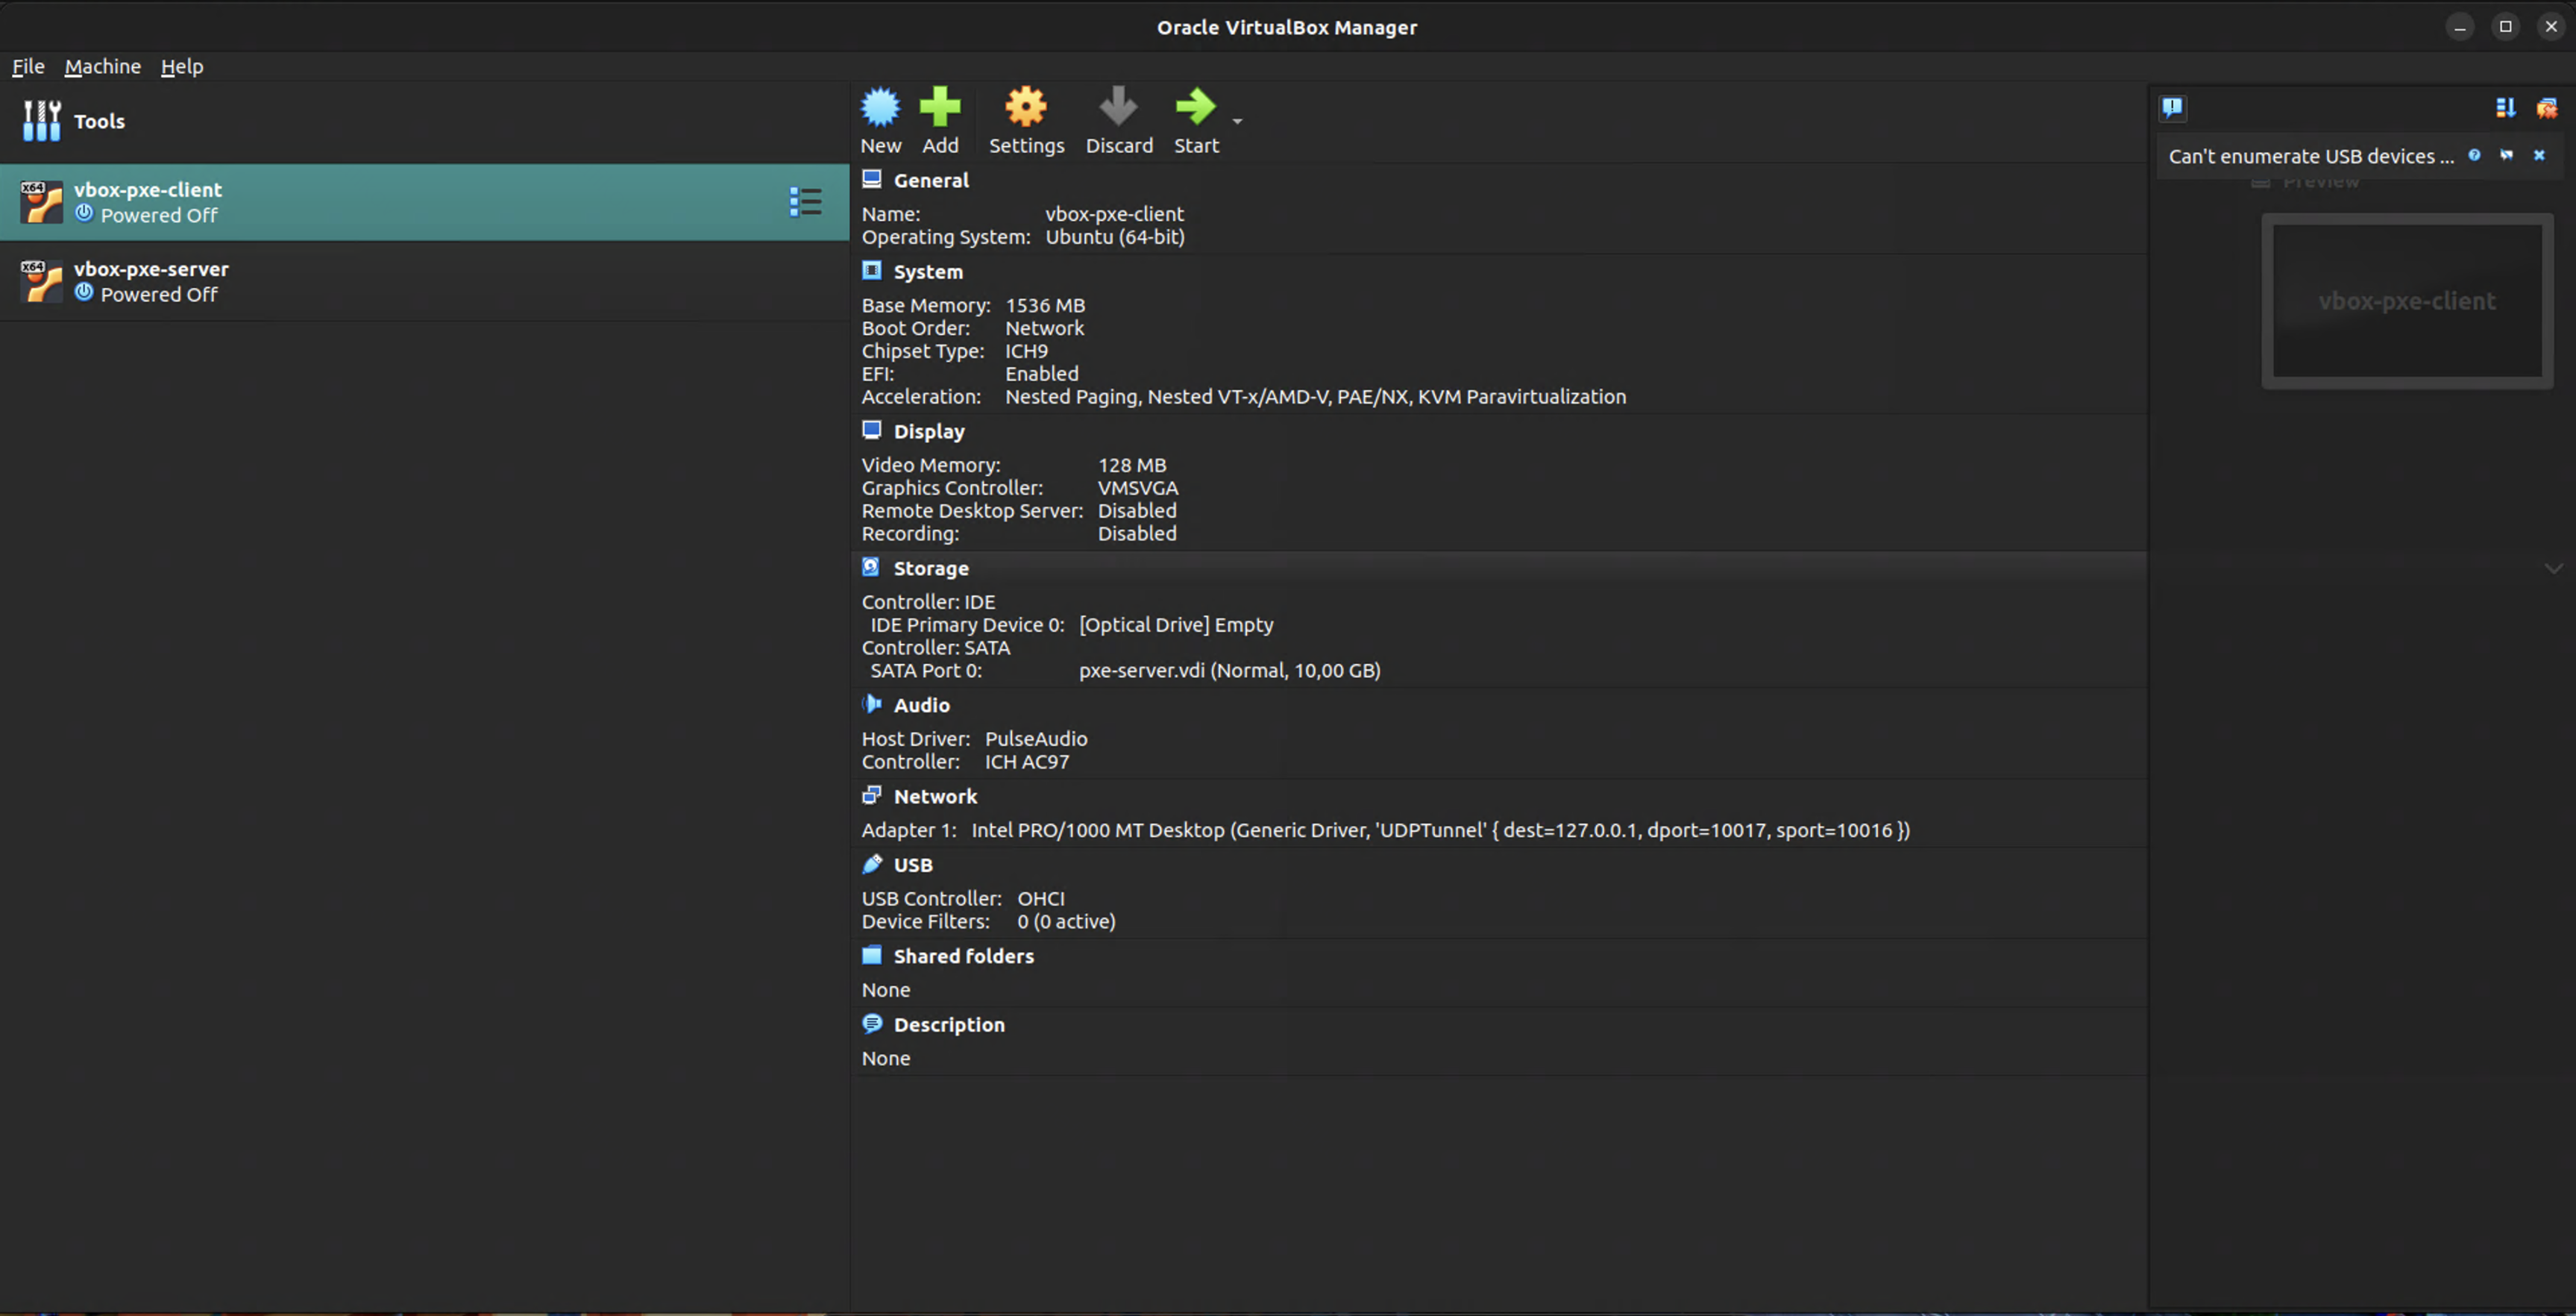 Oracle VirtualBox Manager
File Machine Help
Tools
x64
vbox-pxe-client
Powered Off
x64
vbox-pxe-server
Powered Off
New Add Settings Discard Start
General
Name: vbox-pxe-client
Operating System: Ubuntu (64-bit)
System
Base Memory: 1536 MB
Boot Order: Network
Chipset Type: ICH9
EFI: Enabled
Acceleration: Nested Paging, Nested VT-x/AMD-V, PAE/NX, KVM Paravirtualization
Display
Video Memory: 128 MB
Graphics Controller: VMSVGA
Remote Desktop Server: Disabled
Recording: Disabled
Storage
Controller: IDE
IDE Primary Device 0: [Optical Drive] Empty
Controller: SATA
SATA Port 0: pxe-server.vdi (Normal, 10,00 GB)
Audio
Host Driver: PulseAudio
Controller: ICH AC97
Network
Adapter 1: Intel PRO/1000 MT Desktop (Generic Driver, 'UDPTunnel' { dest=127.0.0.1, dport=10017, sport=10016 })
USB
USB Controller: OHCI
Device Filters: 0 (0 active)
Shared folders
None
Description
None
Can't enumerate USB devices ...
Preview
vbox-pxe-client